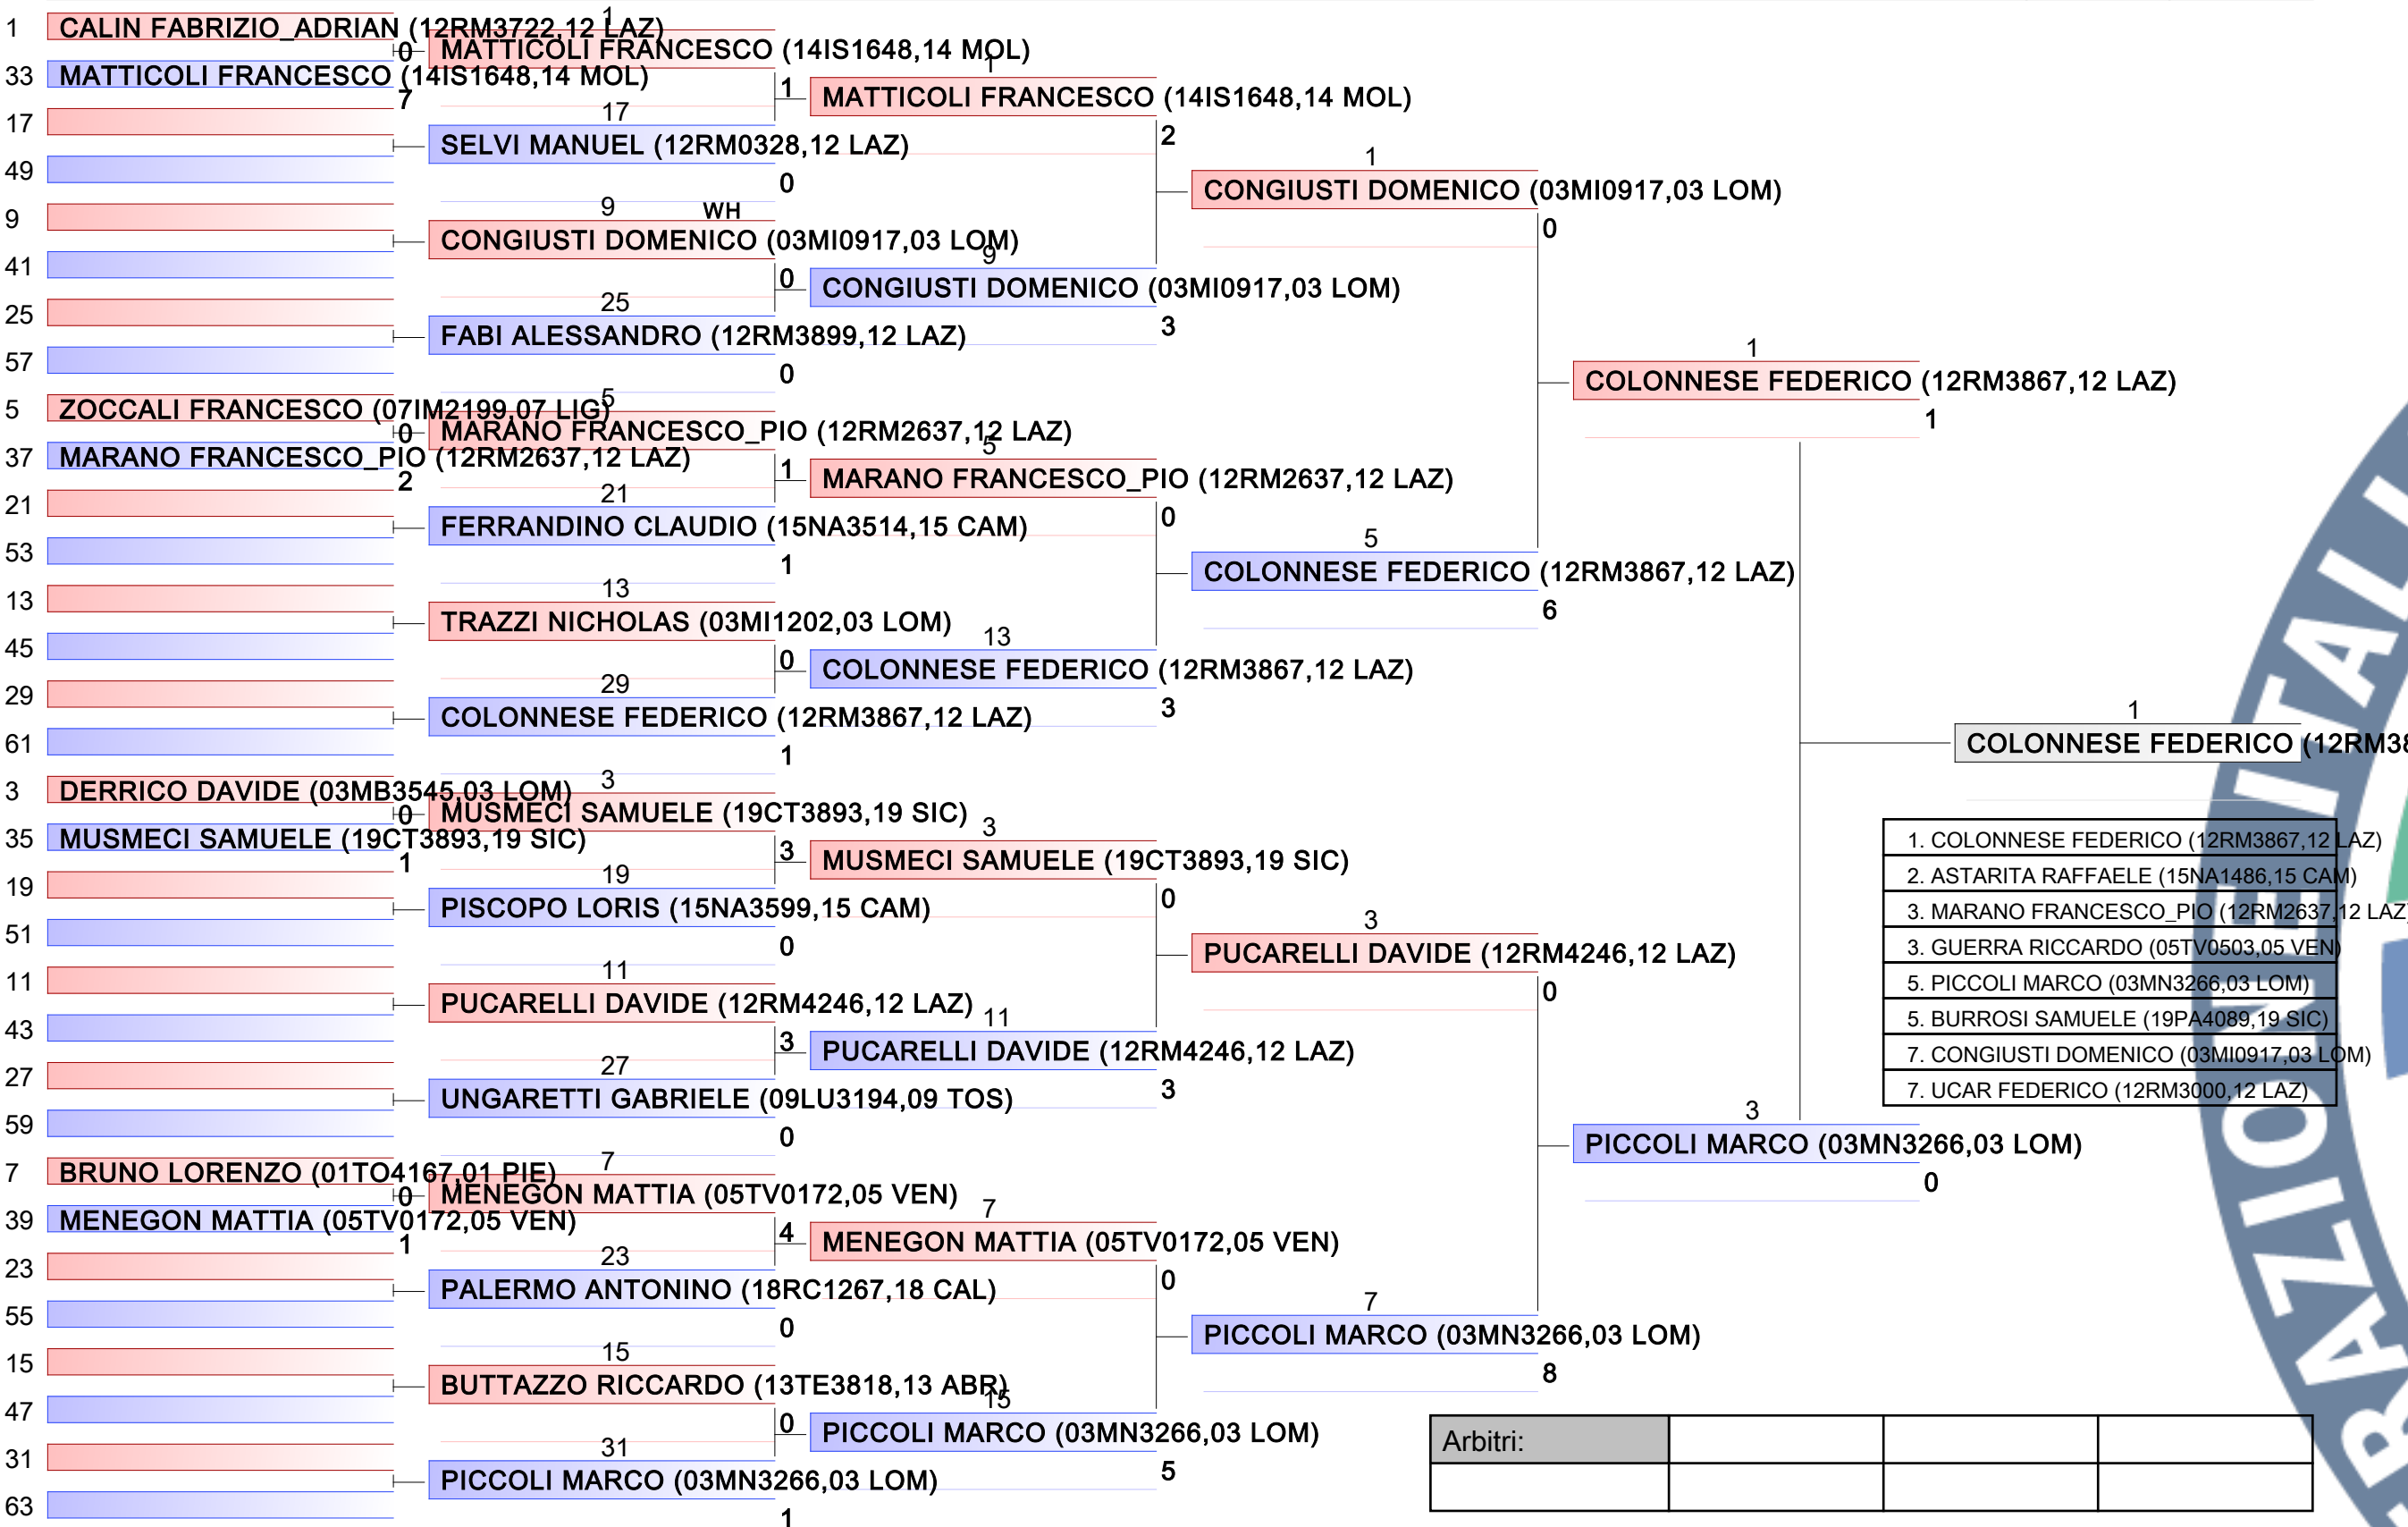 1 CALIN FABRIZIO_ADRIAN (12RM3722,12 LAZ)
0
33 MATTICOLI FRANCESCO (14IS1648,14 MOL)
7
17
49
9
41
25
57
5 ZOCCALI FRANCESCO (07IM2199,07 LIG)
0
37 MARANO FRANCESCO_PIO (12RM2637,12 LAZ)
2
21
53
13
45
29
61
3 DERRICO DAVIDE (03MB3545,03 LOM)
0
35 MUSMECI SAMUELE (19CT3893,19 SIC)
1
19
51
11
43
27
59
7 BRUNO LORENZO (01TO4167,01 PIE)
0
39 MENEGON MATTIA (05TV0172,05 VEN)
1
23
55
15
47
31
63
1
MATTICOLI FRANCESCO (14IS1648,14 MOL)
1
17
SELVI MANUEL (12RM0328,12 LAZ)
0
9 WH
CONGIUSTI DOMENICO (03MI0917,03 LOM)
0
25
FABI ALESSANDRO (12RM3899,12 LAZ)
0
5
MARANO FRANCESCO_PIO (12RM2637,12 LAZ)
1
21
FERRANDINO CLAUDIO (15NA3514,15 CAM)
1
13
TRAZZI NICHOLAS (03MI1202,03 LOM)
0
29
COLONNESE FEDERICO (12RM3867,12 LAZ)
1
3
MUSMECI SAMUELE (19CT3893,19 SIC)
3
19
PISCOPO LORIS (15NA3599,15 CAM)
0
11
PUCARELLI DAVIDE (12RM4246,12 LAZ)
3
27
UNGARETTI GABRIELE (09LU3194,09 TOS)
0
7
MENEGON MATTIA (05TV0172,05 VEN)
4
23
PALERMO ANTONINO (18RC1267,18 CAL)
0
15
BUTTAZZO RICCARDO (13TE3818,13 ABR)
0
31
PICCOLI MARCO (03MN3266,03 LOM)
1
1
MATTICOLI FRANCESCO (14IS1648,14 MOL)
2
9
CONGIUSTI DOMENICO (03MI0917,03 LOM)
3
5
MARANO FRANCESCO_PIO (12RM2637,12 LAZ)
0
13
COLONNESE FEDERICO (12RM3867,12 LAZ)
3
3
MUSMECI SAMUELE (19CT3893,19 SIC)
0
11
PUCARELLI DAVIDE (12RM4246,12 LAZ)
3
7
MENEGON MATTIA (05TV0172,05 VEN)
0
15
PICCOLI MARCO (03MN3266,03 LOM)
5
1
CONGIUSTI DOMENICO (03MI0917,03 LOM)
0
5
COLONNESE FEDERICO (12RM3867,12 LAZ)
6
3
PUCARELLI DAVIDE (12RM4246,12 LAZ)
0
7
PICCOLI MARCO (03MN3266,03 LOM)
8
1
COLONNESE FEDERICO (12RM3867,12 LAZ)
1
3
PICCOLI MARCO (03MN3266,03 LOM)
0
1
COLONNESE FEDERICO (12RM38
1. COLONNESE FEDERICO (12RM3867,12 LAZ)
2. ASTARITA RAFFAELE (15NA1486,15 CAM)
3. MARANO FRANCESCO_PIO (12RM2637,12 LAZ)
3. GUERRA RICCARDO (05TV0503,05 VEN)
5. PICCOLI MARCO (03MN3266,03 LOM)
5. BURROSI SAMUELE (19PA4089,19 SIC)
7. CONGIUSTI DOMENICO (03MI0917,03 LOM)
7. UCAR FEDERICO (12RM3000,12 LAZ)
Arbitri:
RAZIONE ITALI